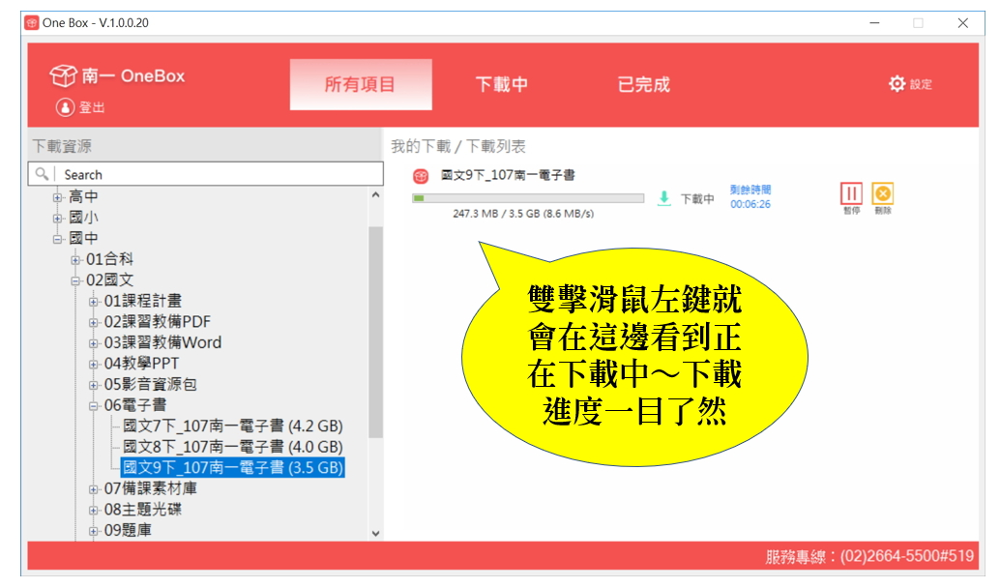 One Box - V.1.0.0.20
南一 OneBox
登出
所有項目
下載中
已完成
設定
下載資源
Search
高中
國小
國中
01合科
02國文
01課程計畫
02課習教備PDF
03課習教備Word
04教學PPT
05影音資源包
06電子書
國文7下_107南一電子書 (4.2 GB)
國文8下_107南一電子書 (4.0 GB)
國文9下_107南一電子書 (3.5 GB)
07備課素材庫
08主題光碟
09題庫
我的下載 / 下載列表
國文9下_107南一電子書
247.3 MB / 3.5 GB (8.6 MB/s)
下載中
剩餘時間
00:06:26
暫停
刪除
雙擊滑鼠左鍵就
會在這邊看到正
在下載中～下載
進度一目了然
服務專線：(02)2664-5500#519